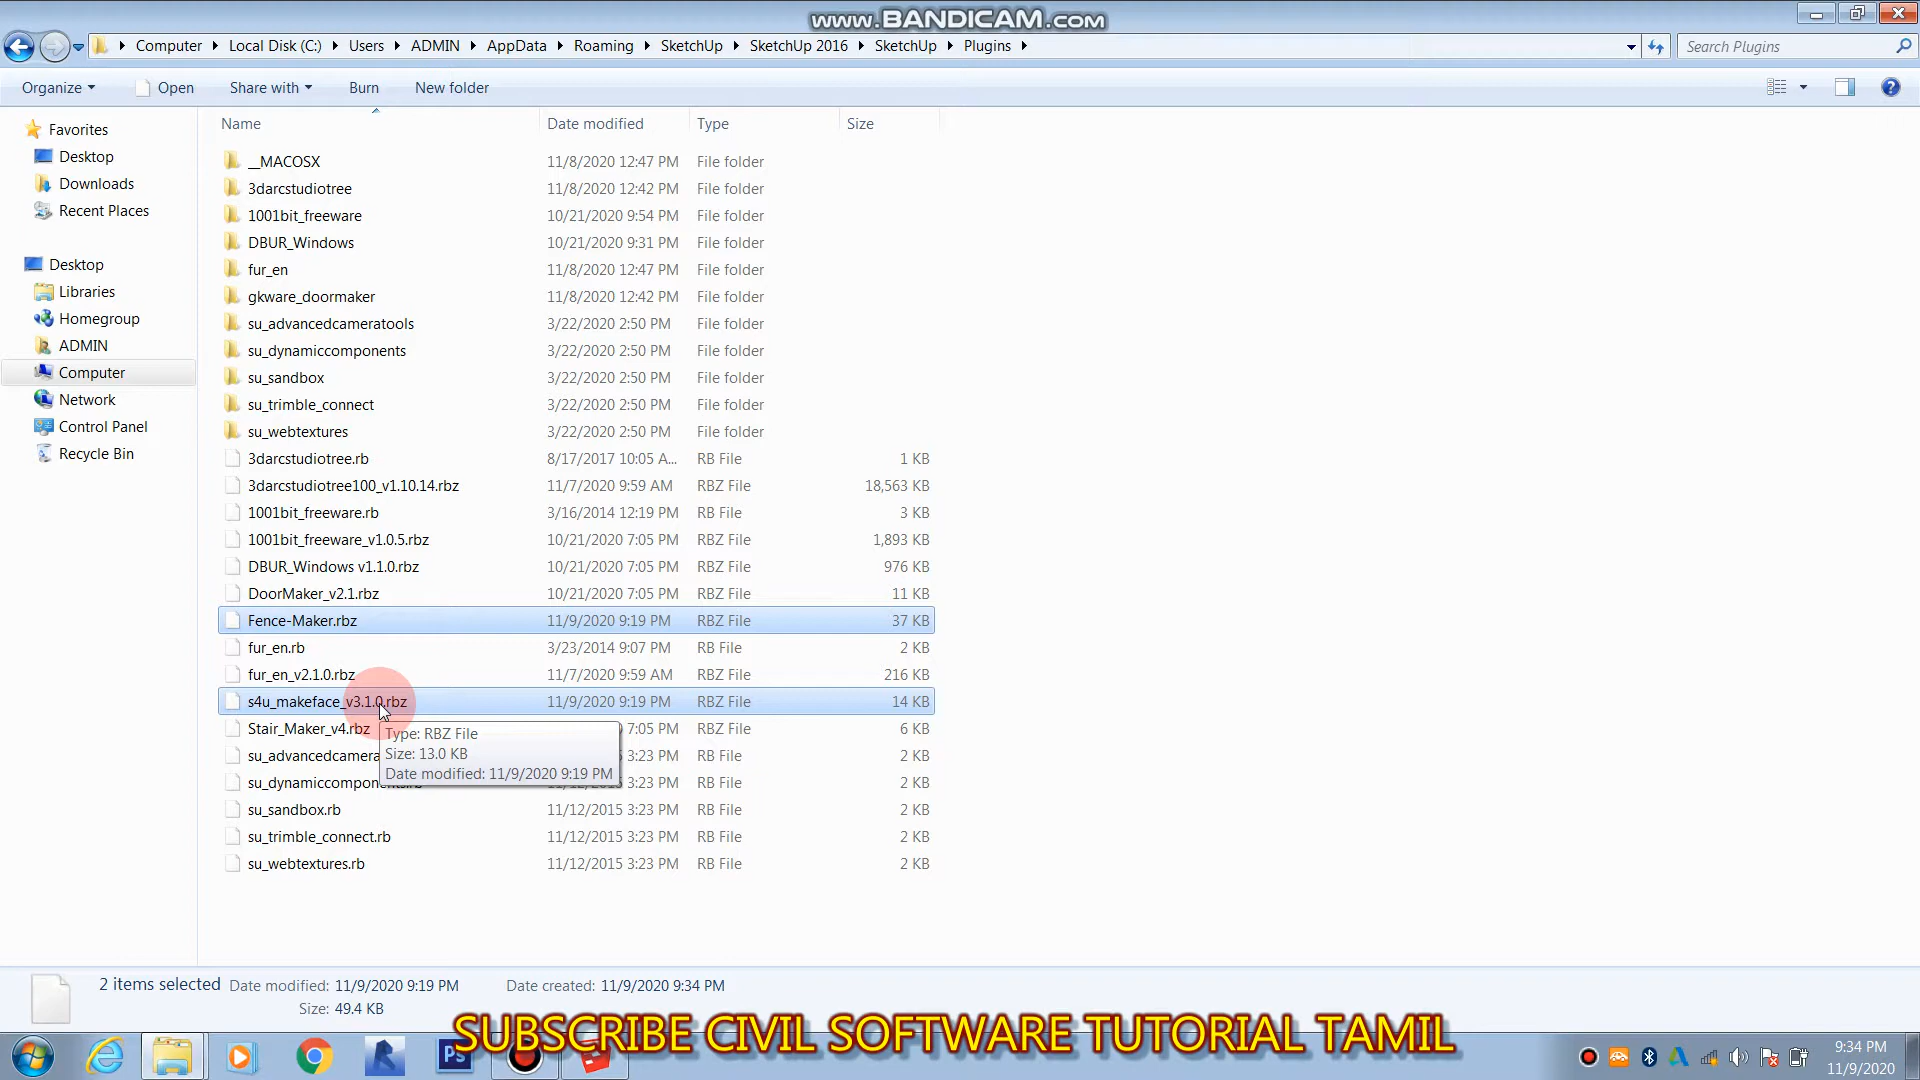 www.BANDICAM.com
Computer Local Disk (C:) Users ADMIN AppData Roaming SketchUp SketchUp 2016 SketchUp Plugins
Search Plugins
Organize Open Share with Burn New folder
Name Date modified Type Size
Favorites
Desktop
Downloads
Recent Places
Desktop
Libraries
Homegroup
ADMIN
Computer
Network
Control Panel
Recycle Bin
__MACOSX 11/8/2020 12:47 PM File folder
3darcstudiotree 11/8/2020 12:42 PM File folder
1001bit_freeware 10/21/2020 9:54 PM File folder
DBUR_Windows 10/21/2020 9:31 PM File folder
fur_en 11/8/2020 12:47 PM File folder
gkware_doormaker 11/8/2020 12:42 PM File folder
su_advancedcameratools 3/22/2020 2:50 PM File folder
su_dynamiccomponents 3/22/2020 2:50 PM File folder
su_sandbox 3/22/2020 2:50 PM File folder
su_trimble_connect 3/22/2020 2:50 PM File folder
su_webtextures 3/22/2020 2:50 PM File folder
3darcstudiotree.rb 8/17/2017 10:05 A... RB File 1 KB
3darcstudiotree100_v1.10.14.rbz 11/7/2020 9:59 AM RBZ File 18,563 KB
1001bit_freeware.rb 3/16/2014 12:19 PM RB File 3 KB
1001bit_freeware_v1.0.5.rbz 10/21/2020 7:05 PM RBZ File 1,893 KB
DBUR_Windows v1.1.0.rbz 10/21/2020 7:05 PM RBZ File 976 KB
DoorMaker_v2.1.rbz 10/21/2020 7:05 PM RBZ File 11 KB
Fence-Maker.rbz 11/9/2020 9:19 PM RBZ File 37 KB
fur_en.rb 3/23/2014 9:07 PM RB File 2 KB
fur_en_v2.1.0.rbz 11/7/2020 9:59 AM RBZ File 216 KB
s4u_makeface_v3.1.0.rbz 11/9/2020 9:19 PM RBZ File 14 KB
Stair_Maker_v4.rbz 7:05 PM RBZ File 6 KB
su_advancedcamera 3:23 PM RB File 2 KB
su_dynamiccomponents.rb 11/12/2015 3:23 PM RB File 2 KB
su_sandbox.rb 11/12/2015 3:23 PM RB File 2 KB
su_trimble_connect.rb 11/12/2015 3:23 PM RB File 2 KB
su_webtextures.rb 11/12/2015 3:23 PM RB File 2 KB
Type: RBZ File
Size: 13.0 KB
Date modified: 11/9/2020 9:19 PM
2 items selected Date modified: 11/9/2020 9:19 PM Date created: 11/9/2020 9:34 PM
Size: 49.4 KB
SUBSCRIBE CIVIL SOFTWARE TUTORIAL TAMIL
Ps
9:34 PM
11/9/2020